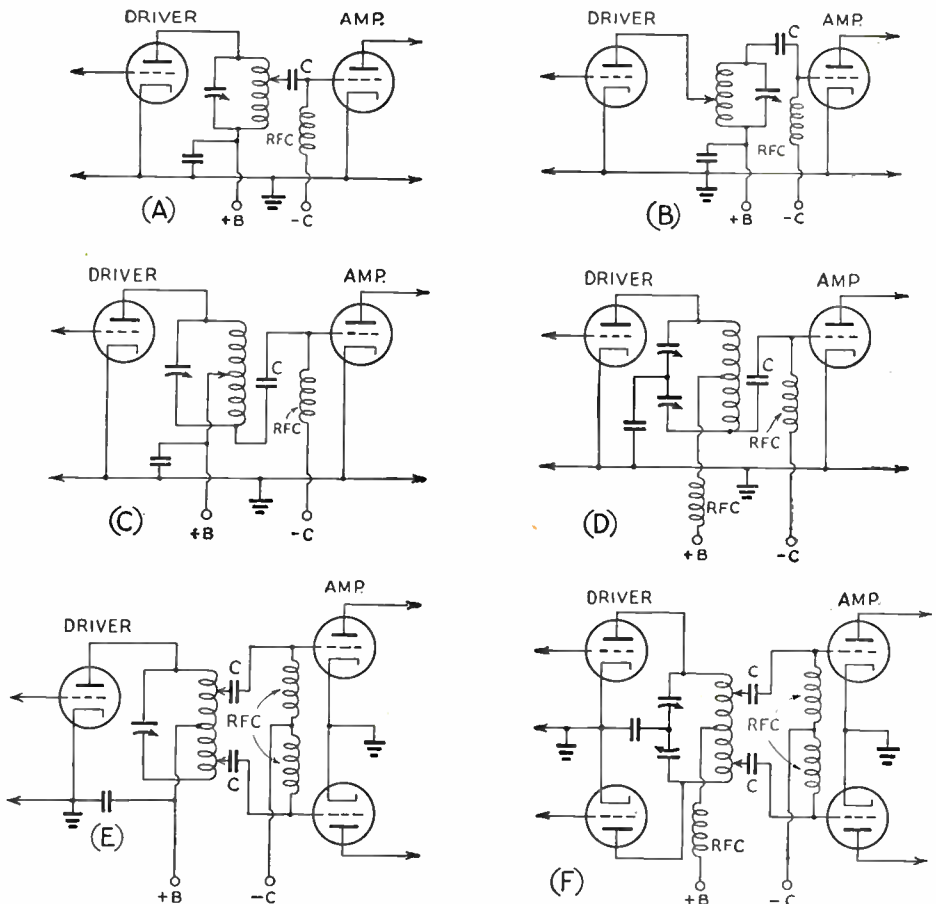 DRIVER
AMP.
C
RFC
+B
-C
(A)
DRIVER
AMP.
C
RFC
+B
-C
(B)
DRIVER
AMP.
C
RFC
+B
-C
(C)
DRIVER
AMP
C
RFC
RFC
+B
-C
(D)
DRIVER
AMP.
C
RFC
C
+B
-C
(E)
DRIVER
AMP.
C
RFC
C
RFC
+B
-C
(F)